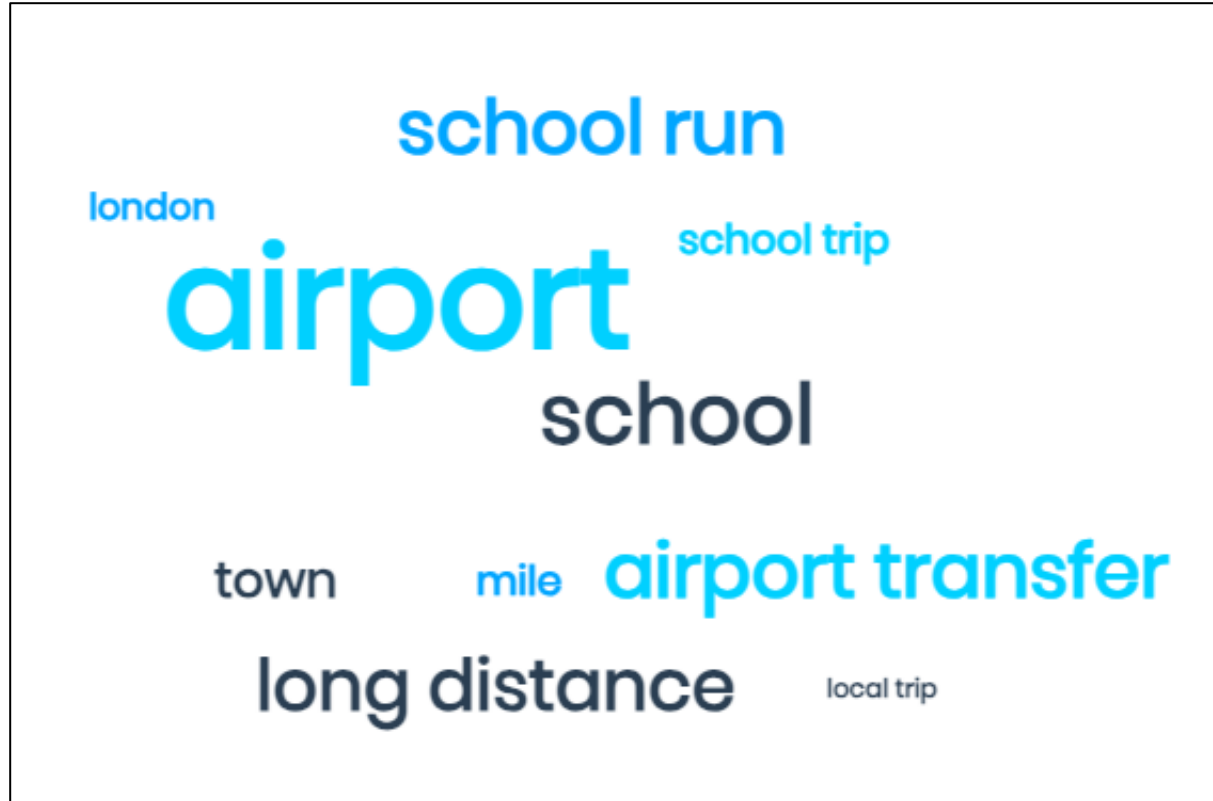 school run
london
school trip
airport
school
town mile airport transfer
long distance local trip